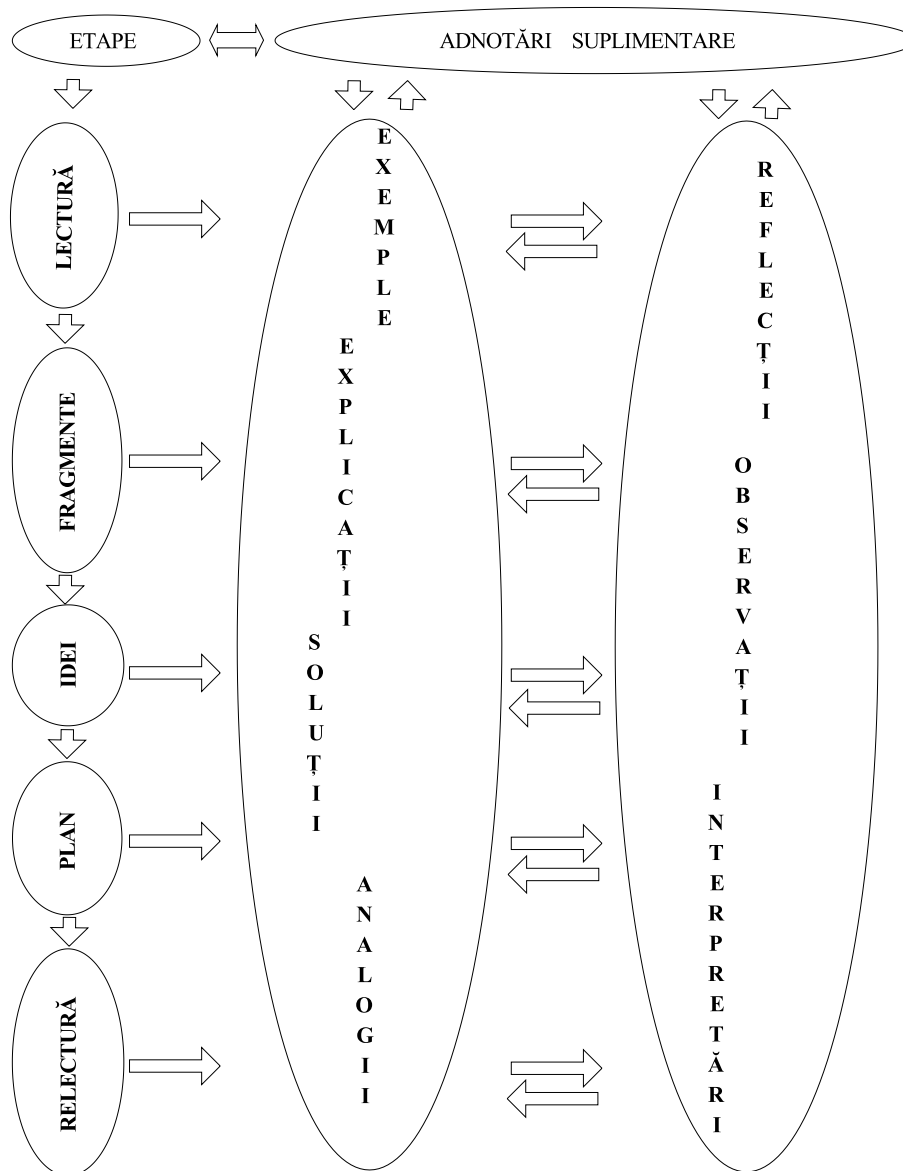 ETAPE
ADNOTĂRI SUPLIMENTARE
LECTURĂ
FRAGMENTE
IDEI
PLAN
RELECTURĂ
EXEMPLE
EXPLICAȚII
SOLUȚII
ANALOGII
REFLECȚII
OBSERVAȚII
INTERPRETĂRI